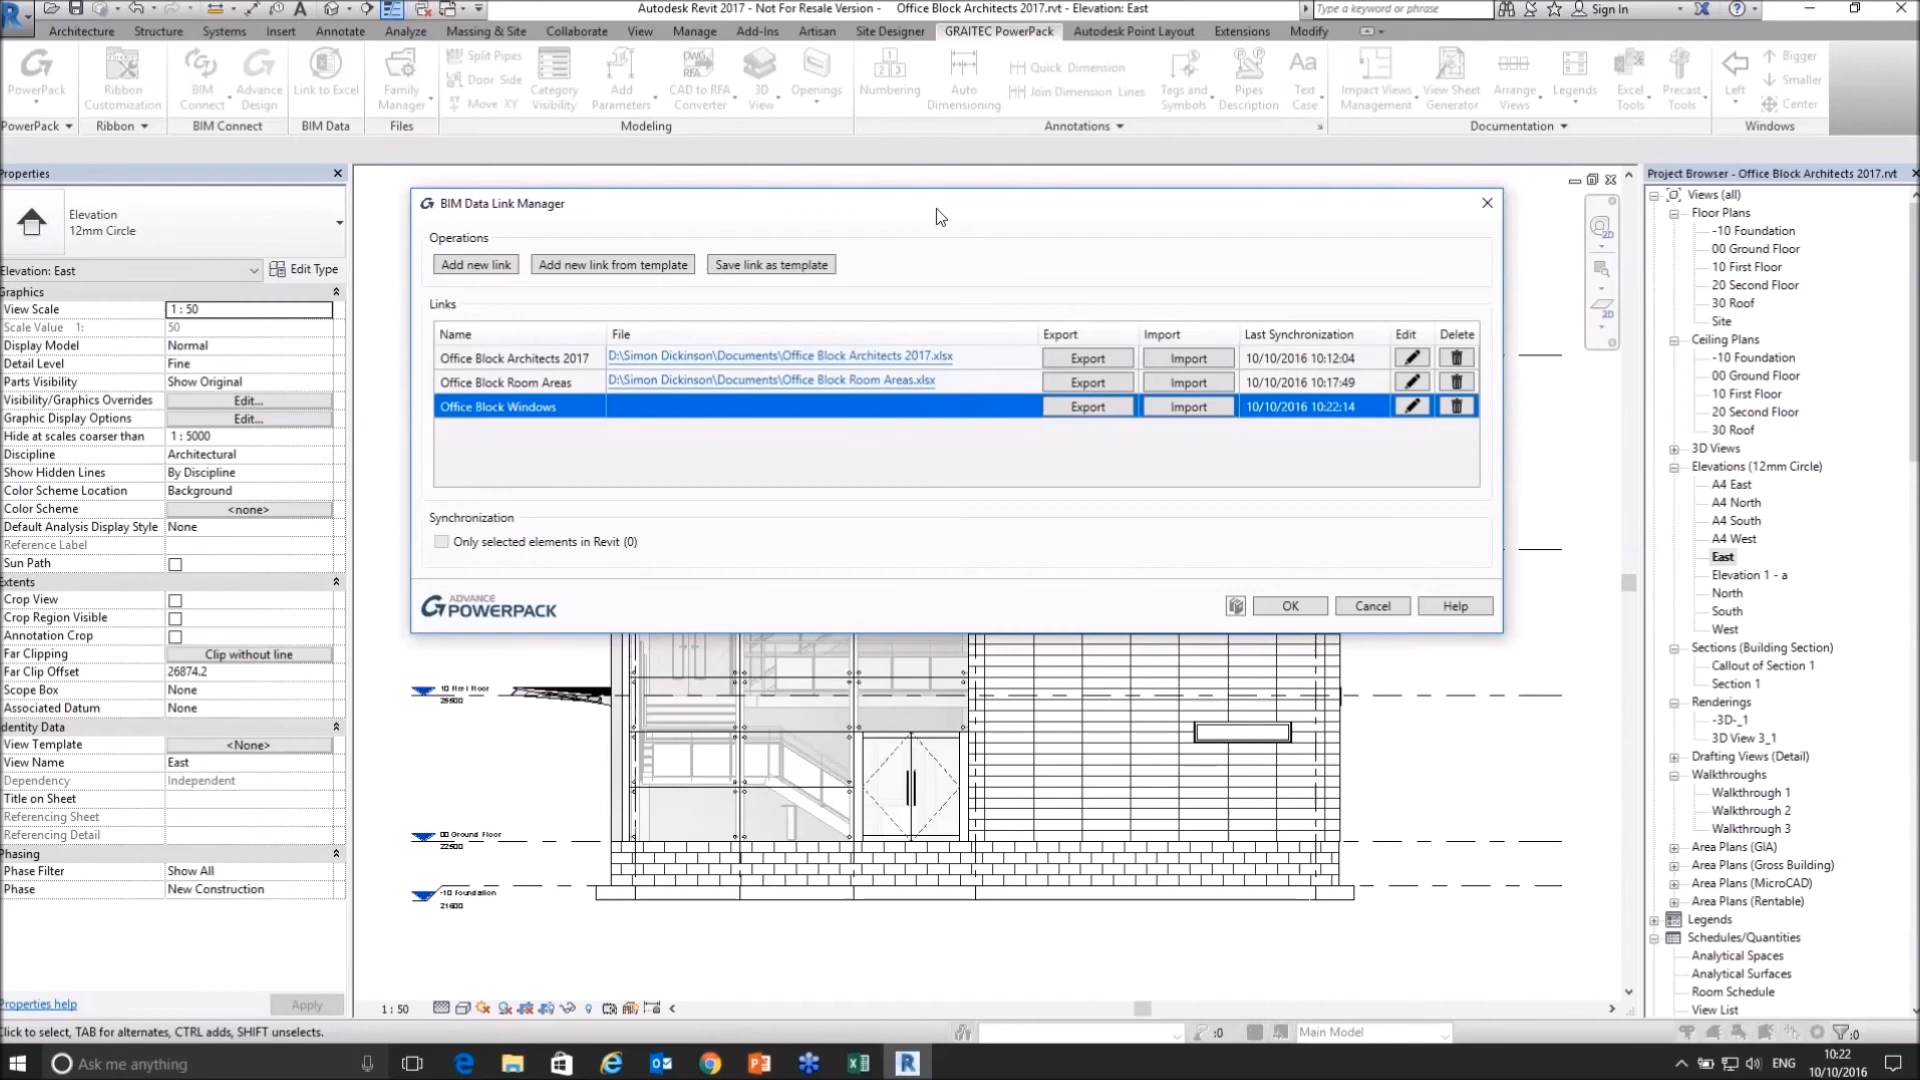 Autodesk Revit 2017 - Not For Resale Version - Office Block Architects 2017.rvt - Elevation: East
Type a keyword or phrase
Sign In
Architecture Structure Systems Insert Annotate Analyze Massing & Site Collaborate View Manage Add-Ins Artisan Site Designer GRAITEC PowerPack Autodesk Point Layout Extensions Modify
PowerPack
Ribbon Customization
BIM Connect
Advance Design
Link to Excel
Family Manager
Split Pipes
Door Side
Move XY
Category Visibility
Add Parameters
CAD to RFA Converter
3D View
Openings
Numbering
Auto Dimensioning
Quick Dimension
Join Dimension Lines
Tags and Symbols
Pipes Description
Text Case
Impact Views Management
View Sheet Generator
Arrange Views
Legends
Excel Tools
Precast Tools
Left
Bigger
Smaller
Center
PowerPack Ribbon BIM Connect BIM Data Files Modeling Annotations Documentation Windows
Properties
Elevation
12mm Circle
Elevation: East
Edit Type
Graphics
View Scale 1 : 50
Scale Value 1: 50
Display Model Normal
Detail Level Fine
Parts Visibility Show Original
Visibility/Graphics Overrides Edit...
Graphic Display Options Edit...
Hide at scales coarser than 1 : 5000
Discipline Architectural
Show Hidden Lines By Discipline
Color Scheme Location Background
Color Scheme <none>
Default Analysis Display Style None
Reference Label
Sun Path
Extents
Crop View
Crop Region Visible
Annotation Crop
Far Clipping Clip without line
Far Clip Offset 26874.2
Scope Box None
Associated Datum None
Identity Data
View Template <None>
View Name East
Dependency Independent
Title on Sheet
Referencing Sheet
Referencing Detail
Phasing
Phase Filter Show All
Phase New Construction
Properties help
Apply
BIM Data Link Manager
Operations
Add new link
Add new link from template
Save link as template
Links
Name File Export Import Last Synchronization Edit Delete
Office Block Architects 2017 D:\Simon Dickinson\Documents\Office Block Architects 2017.xlsx Export Import 10/10/2016 10:12:04
Office Block Room Areas D:\Simon Dickinson\Documents\Office Block Room Areas.xlsx Export Import 10/10/2016 10:17:49
Office Block Windows Export Import 10/10/2016 10:22:14
Synchronization
Only selected elements in Revit (0)
ADVANCE
POWERPACK
OK
Cancel
Help
10 First Floor
00 Ground Floor
22500
-10 Foundation
21600
1 : 50
2D
2D
Project Browser - Office Block Architects 2017.rvt
Views (all)
Floor Plans
-10 Foundation
00 Ground Floor
10 First Floor
20 Second Floor
30 Roof
Site
Ceiling Plans
-10 Foundation
00 Ground Floor
10 First Floor
20 Second Floor
30 Roof
3D Views
Elevations (12mm Circle)
A4 East
A4 North
A4 South
A4 West
East
Elevation 1 - a
North
South
West
Sections (Building Section)
Callout of Section 1
Section 1
Renderings
-3D-_1
3D View 3_1
Drafting Views (Detail)
Walkthroughs
Walkthrough 1
Walkthrough 2
Walkthrough 3
Area Plans (GIA)
Area Plans (Gross Building)
Area Plans (MicroCAD)
Area Plans (Rentable)
Legends
Schedules/Quantities
Analytical Spaces
Analytical Surfaces
Room Schedule
View List
Click to select, TAB for alternates, CTRL adds, SHIFT unselects.
:0
Main Model
:0
Ask me anything
ENG
10:22
10/10/2016